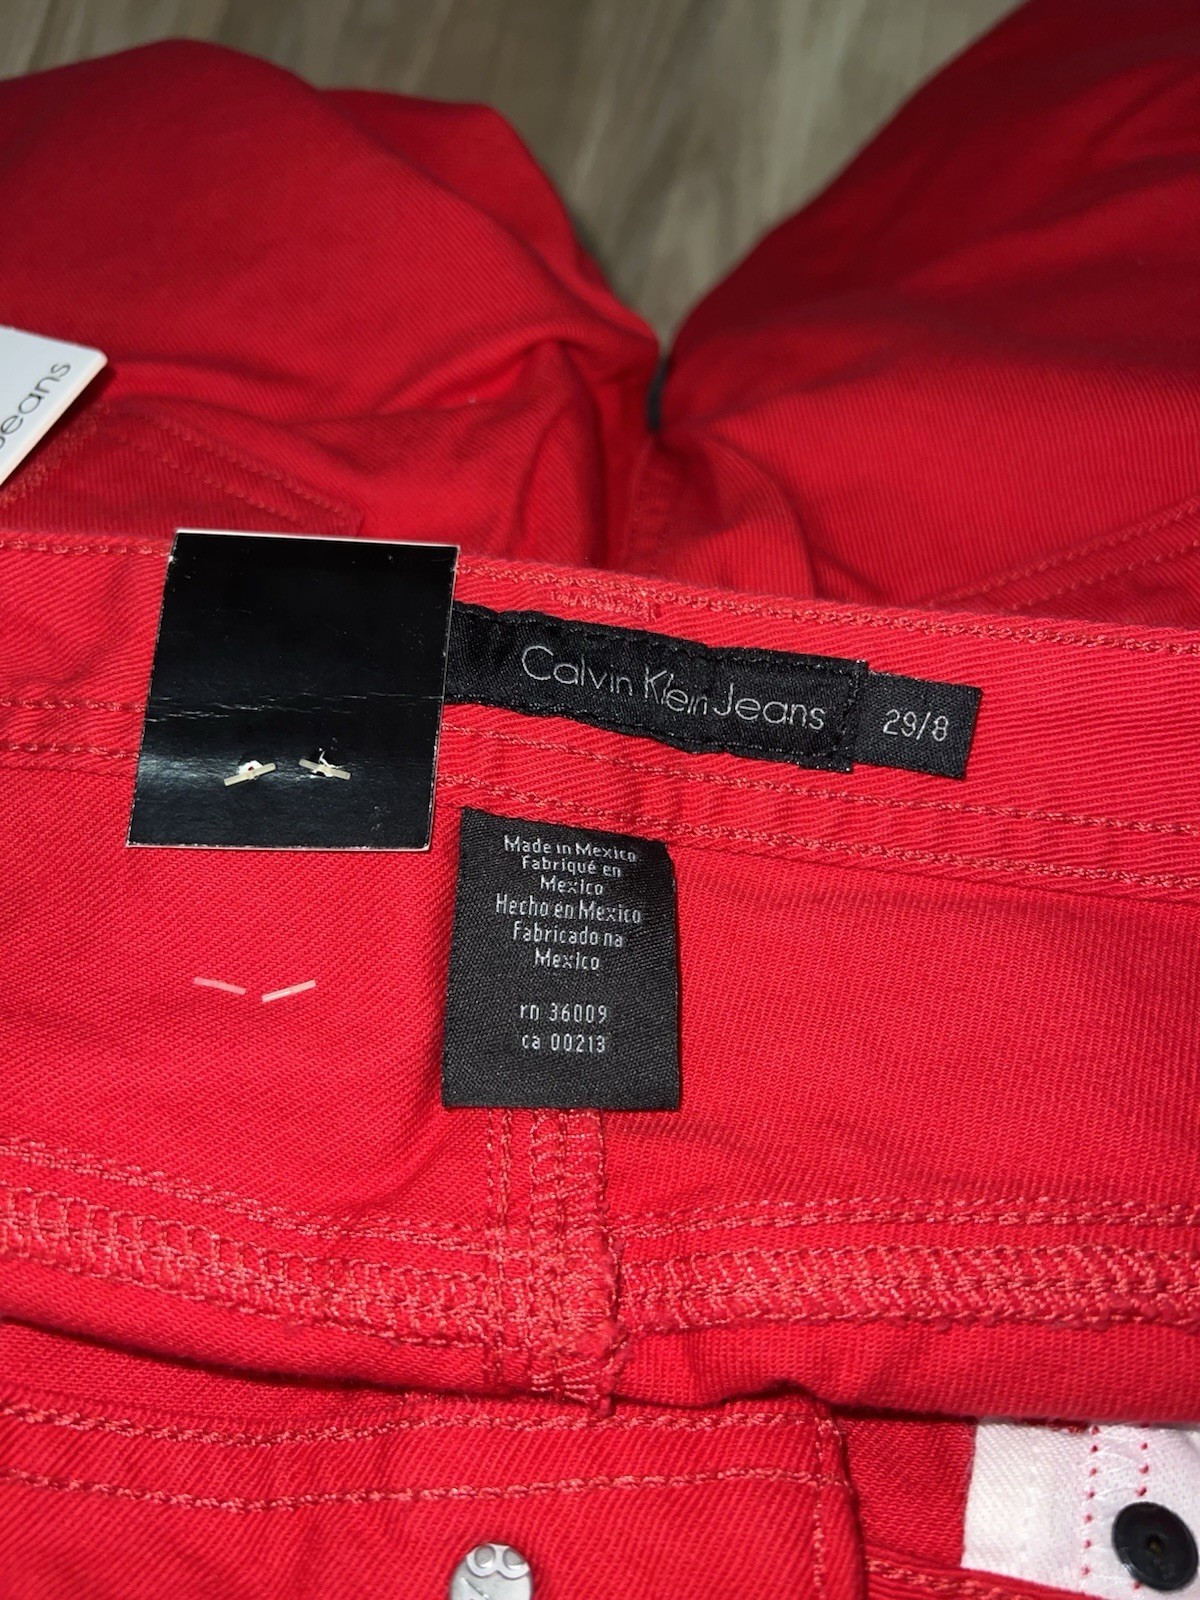 Jeans
Calvin Klein Jeans
29/8
Made in Mexico
Fabriqué en
Mexico
Hecho en Mexico
Fabricado na
Mexico
rn 36009
ca 00213